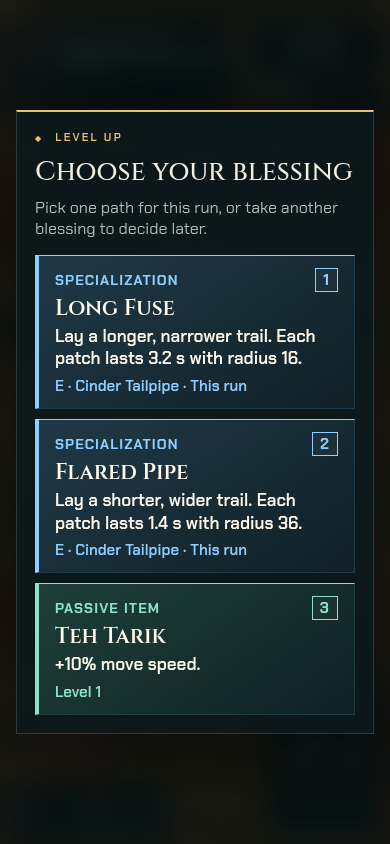 LEVEL UP
Choose your blessing
Pick one path for this run, or take another
blessing to decide later.
SPECIALIZATION
1
Long Fuse
Lay a longer, narrower trail. Each
patch lasts 3.2 s with radius 16.
E · Cinder Tailpipe · This run
SPECIALIZATION
2
Flared Pipe
Lay a shorter, wider trail. Each
patch lasts 1.4 s with radius 36.
E · Cinder Tailpipe · This run
PASSIVE ITEM
3
Teh Tarik
+10% move speed.
Level 1